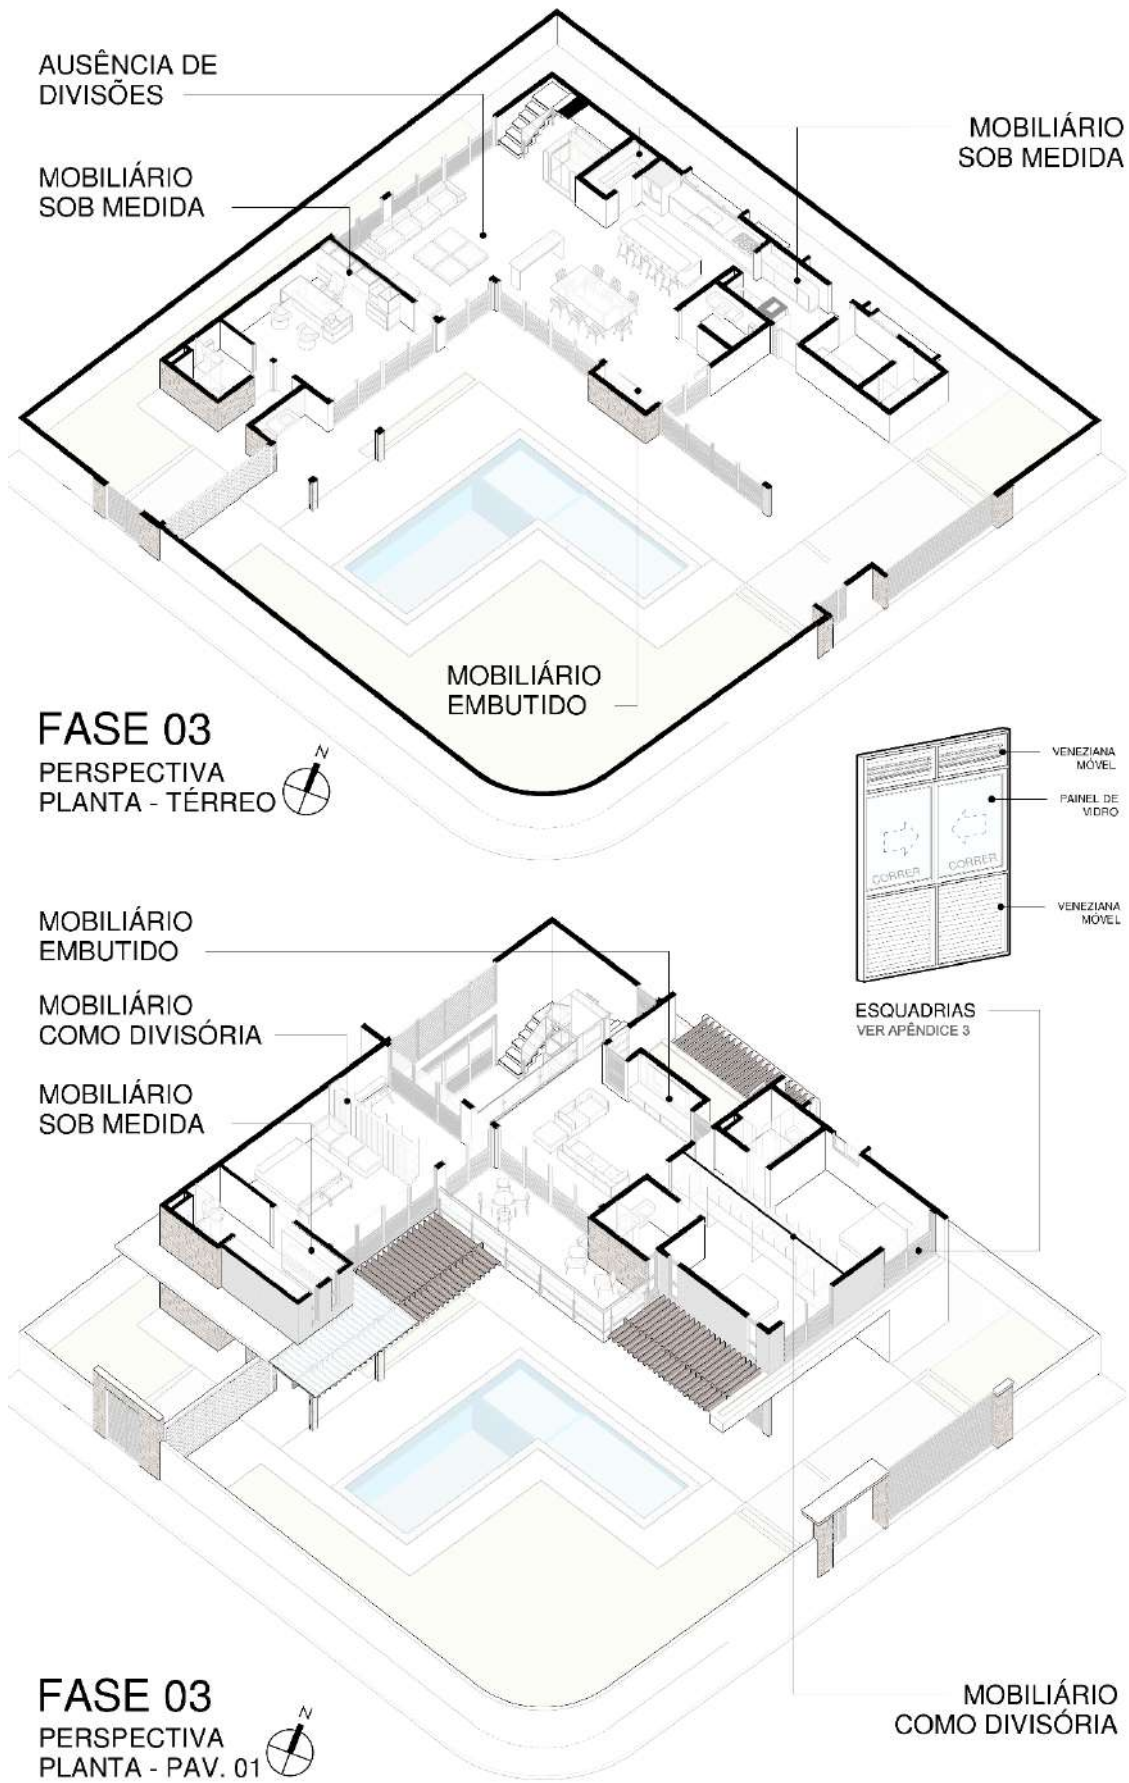 AUSÊNCIA DE
DIVISÕES
MOBILIÁRIO
SOB MEDIDA
MOBILIÁRIO
SOB MEDIDA
MOBILIÁRIO
EMBUTIDO
FASE 03
PERSPECTIVA
PLANTA - TÉRREO
N
VENEZIANA
MÓVEL
PAINEL DE
VIDRO
CORRER
CORRER
VENEZIANA
MÓVEL
ESQUADRIAS
VER APÊNDICE 3
MOBILIÁRIO
EMBUTIDO
MOBILIÁRIO
COMO DIVISÓRIA
MOBILIÁRIO
SOB MEDIDA
FASE 03
PERSPECTIVA
PLANTA - PAV. 01
N
MOBILIÁRIO
COMO DIVISÓRIA